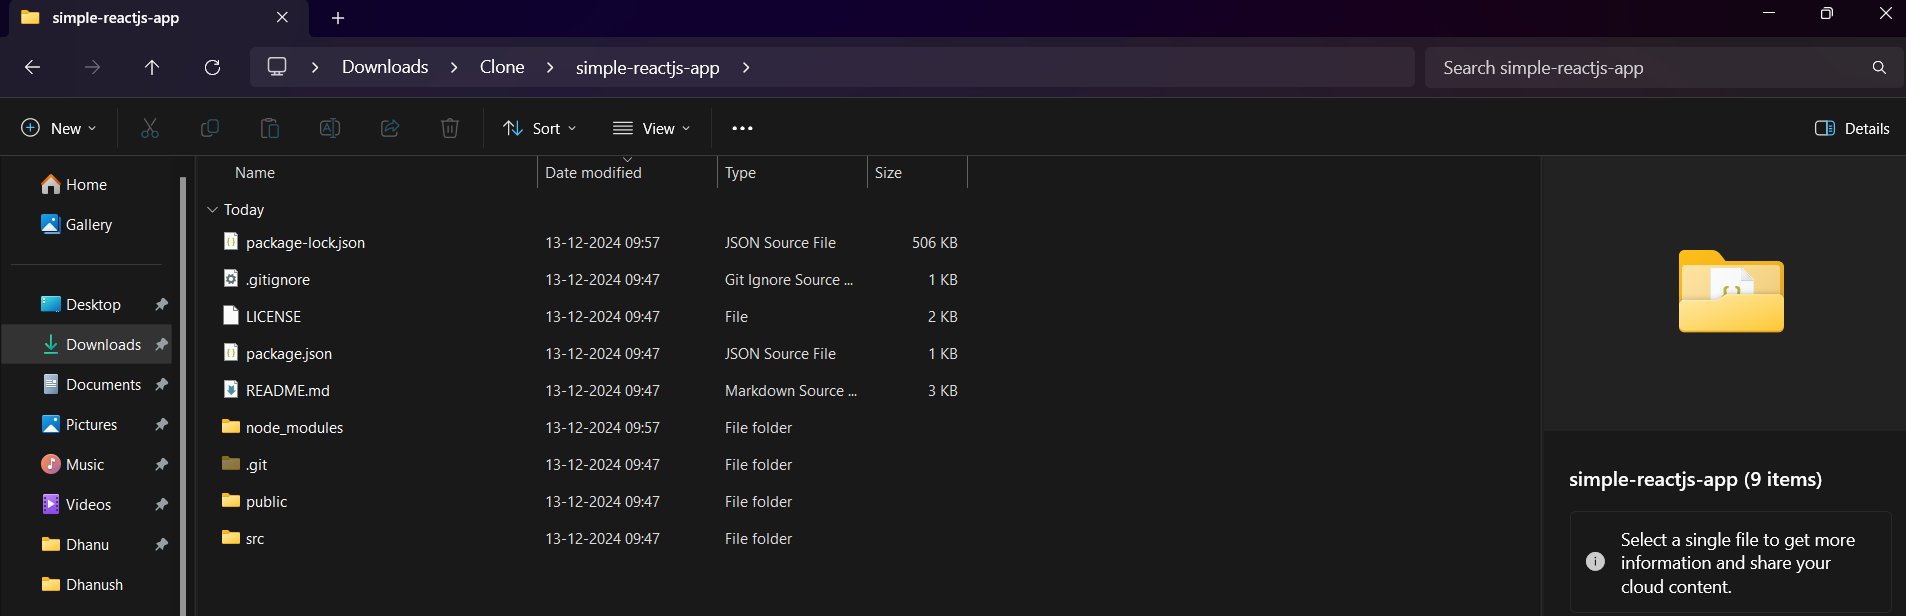 simple-reactjs-app
Downloads Clone simple-reactjs-app
Search simple-reactjs-app
New Sort View Details
Home
Gallery
Desktop
Downloads
Documents
Pictures
Music
Videos
Dhanu
Dhanush
Name Date modified Type Size
Today
package-lock.json 13-12-2024 09:57 JSON Source File 506 KB
.gitignore 13-12-2024 09:47 Git Ignore Source ... 1 KB
LICENSE 13-12-2024 09:47 File 2 KB
package.json 13-12-2024 09:47 JSON Source File 1 KB
README.md 13-12-2024 09:47 Markdown Source ... 3 KB
node_modules 13-12-2024 09:57 File folder
.git 13-12-2024 09:47 File folder
public 13-12-2024 09:47 File folder
src 13-12-2024 09:47 File folder
simple-reactjs-app (9 items)
Select a single file to get more
information and share your
cloud content.